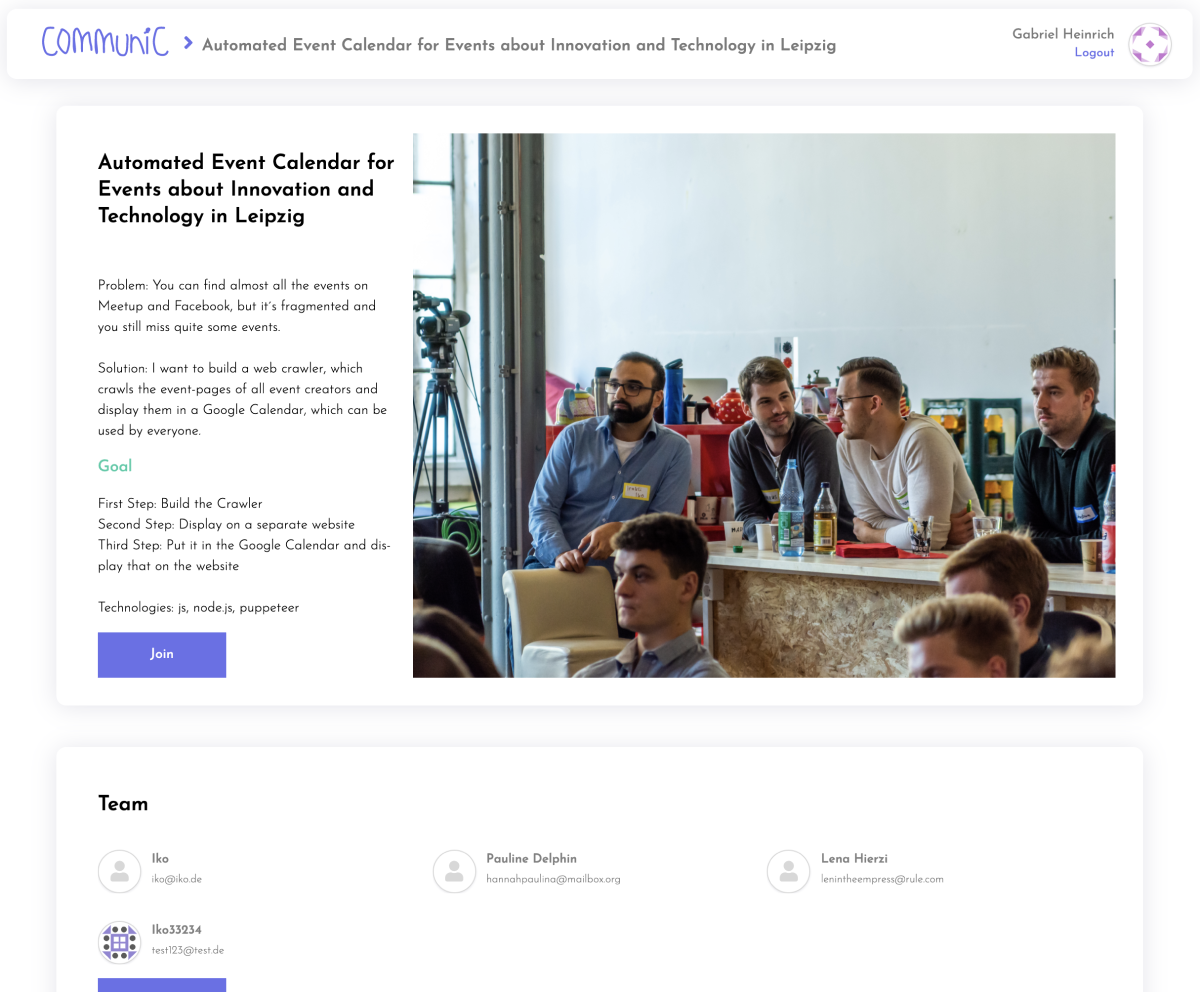 communic
Automated Event Calendar for Events about Innovation and Technology in Leipzig
Gabriel Heinrich
Logout
Automated Event Calendar for
Events about Innovation and
Technology in Leipzig
Problem: You can find almost all the events on
Meetup and Facebook, but it's fragmented and
you still miss quite some events.
Solution: I want to build a web crawler, which
crawls the event-pages of all event creators and
display them in a Google Calendar, which can be
used by everyone.
Goal
First Step: Build the Crawler
Second Step: Display on a separate website
Third Step: Put it in the Google Calendar and dis-
play that on the website
Technologies: js, node.js, puppeteer
Join
Team
Iko
iko@iko.de
Pauline Delphin
hannahpaulina@mailbox.org
Lena Hierzi
lenintheempress@rule.com
Iko33234
test123@test.de